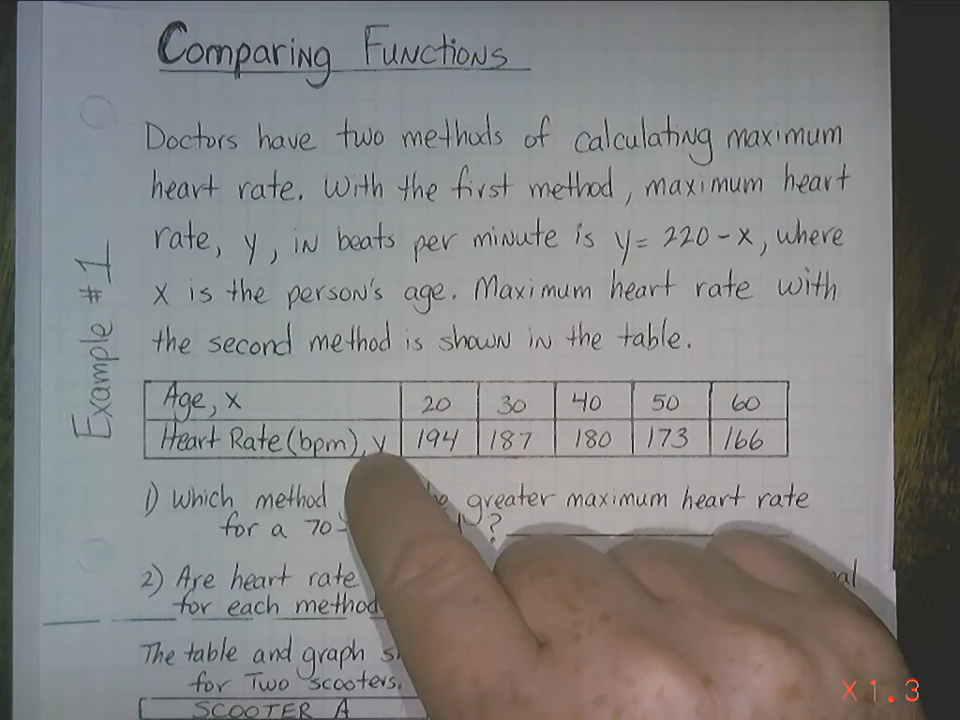 Comparing Functions
Doctors have two methods of calculating maximum
heart rate. With the first method, maximum heart
rate, y, in beats per minute is y = 220 - x, where
x is the person's age. Maximum heart rate with
the second method is shown in the table.
Example #1
Age, x 20 30 40 50 60
Heart Rate (bpm), y 194 187 180 173 166
1) Which method greater maximum heart rate
for a 70- ?
2) Are heart rate
for each method
The table and graph
for Two scooters.
SCOOTER A
X1.3